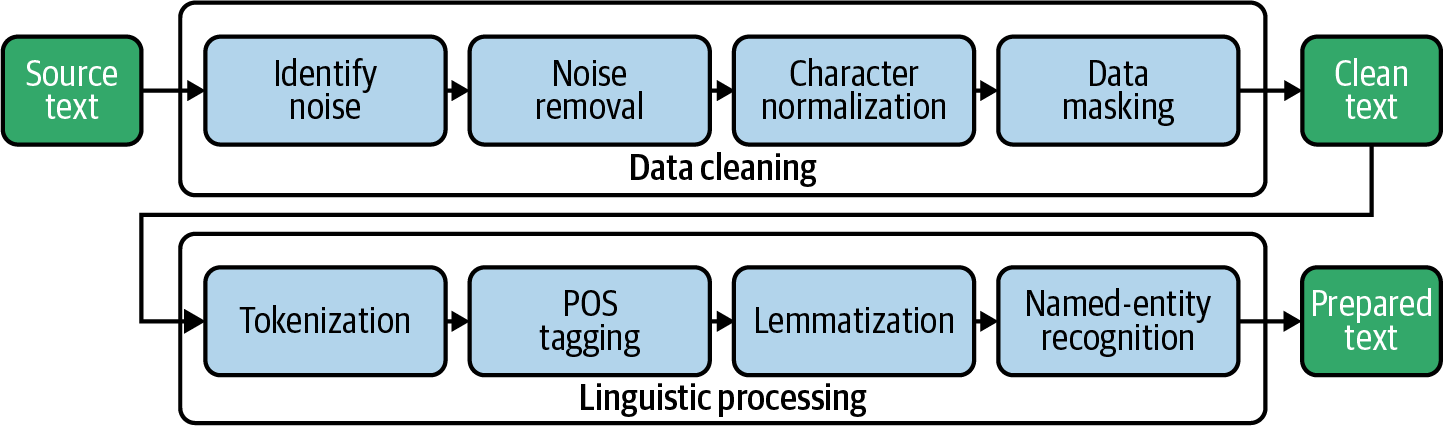 Source
text
Identify
noise
Noise
removal
Character
normalization
Data
masking
Clean
text
Data cleaning
Tokenization
POS
tagging
Lemmatization
Named-entity
recognition
Prepared
text
Linguistic processing